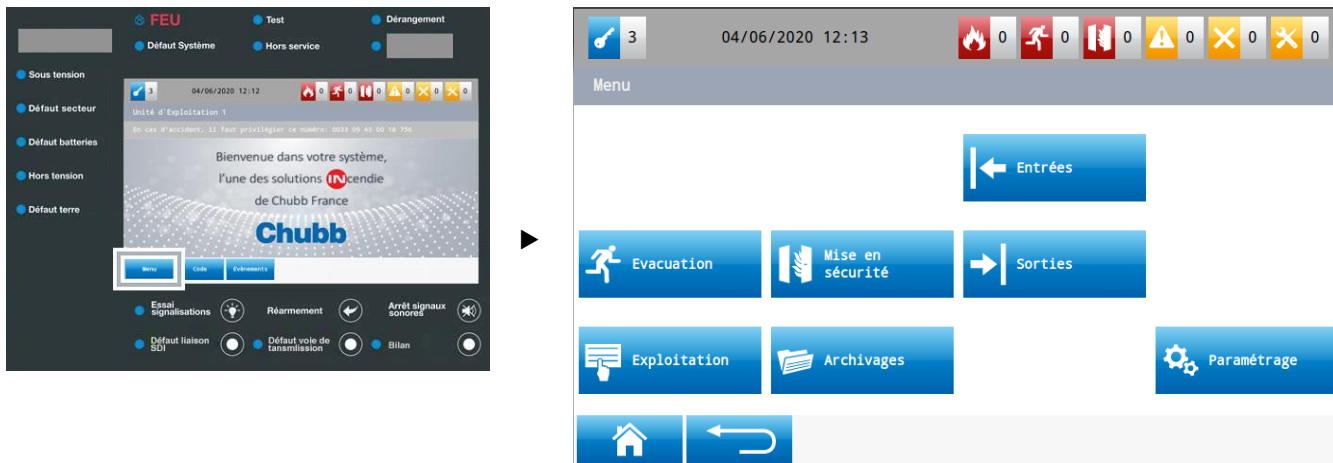 FEU
Test
Dérangement
Défaut Système
Hors service
Sous tension
Défaut secteur
Défaut batteries
Hors tension
Défaut terre
3 04/06/2020 12:12 0 0 0 0 0 0
Unité d'Exploitation 1
En cas d'accident, il faut privilégier ce numéro: 0033 09 43 00 18 756
Bienvenue dans votre système,
l'une des solutions INcendie
de Chubb France
Chubb
Menu Code Evènements
Essai
signalisations
Réarmement
Arrêt signaux
sonores
Défaut liaison
SDI
Défaut voie de
tansmlission
Bilan
3 04/06/2020 12:13 0 0 0 0 0 0
Menu
Entrées
Evacuation
Mise en
sécurité
Sorties
Exploitation
Archivages
Paramétrage